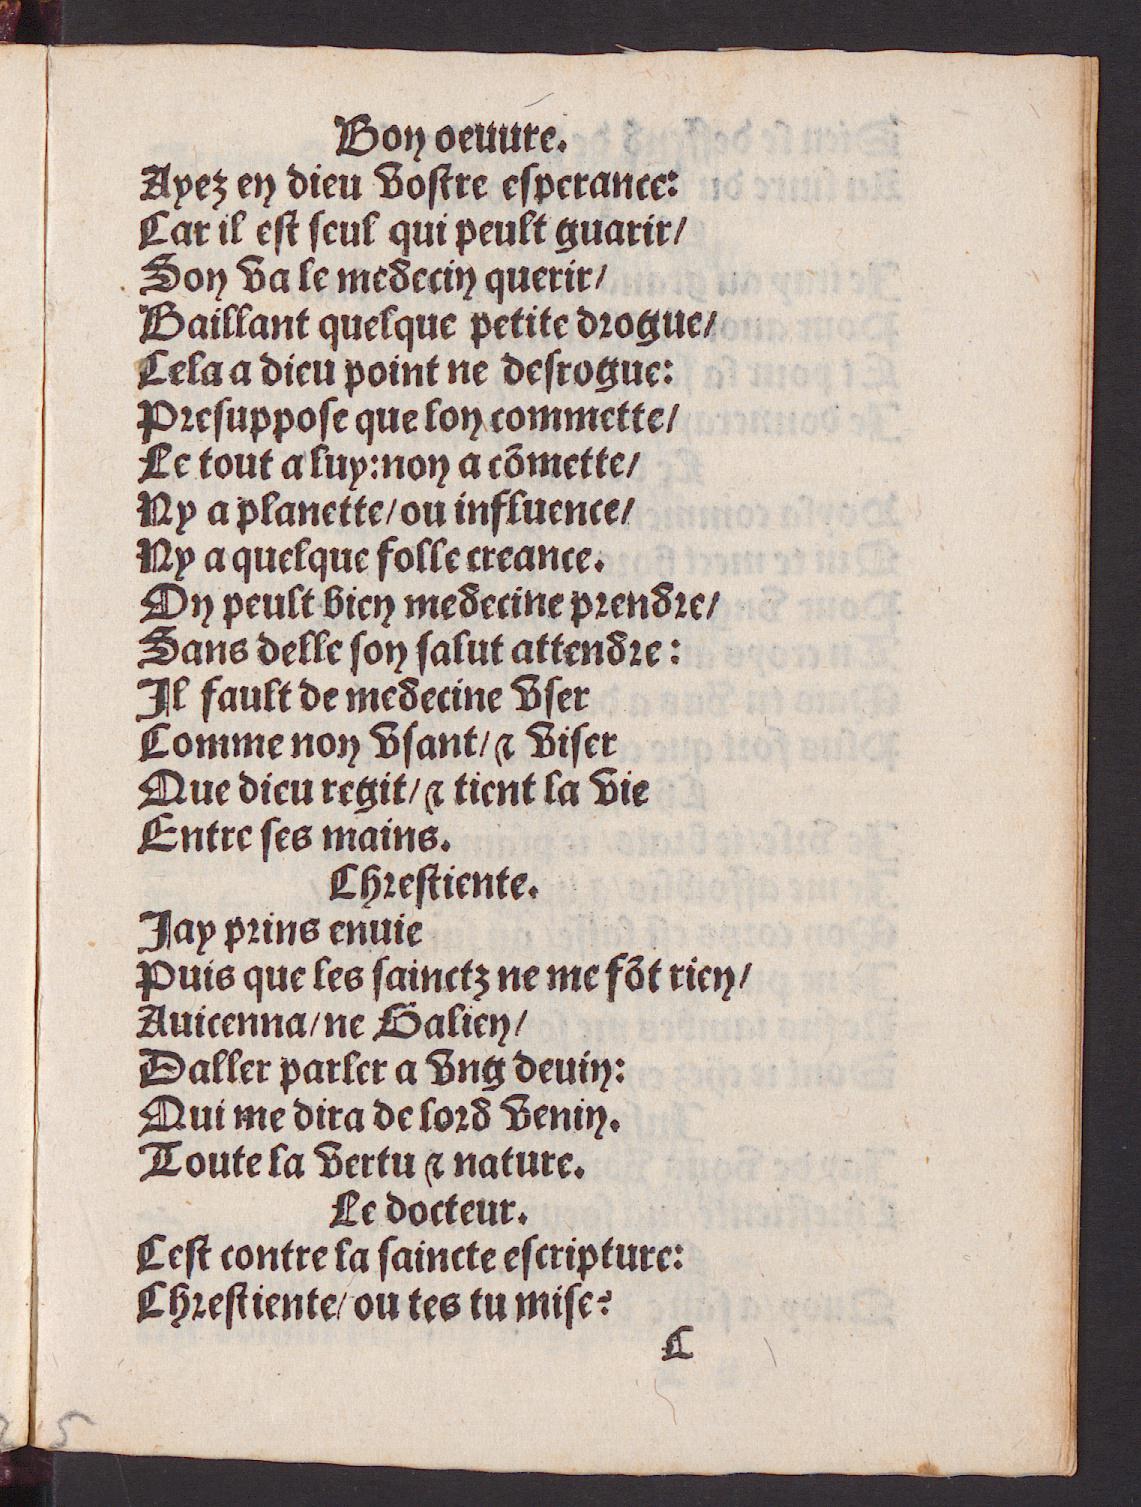 Bon oeuure.
Ayez en dieu vostre esperance:
Car il est seul qui peult guarir/
Son va le medecin querir/
Baillant quelque petite drogue/
Cela a dieu point ne desrogue:
Presuppose que lon commette/
Le tout a luy:non a cõmette/
Ny a planette/ou influence/
Ny a quelque folle creance.
On peult bien medecine prendre/
Sans delle son salut attendre:
Il fault de medecine vser
Comme non vsant/⁊ viser
Que dieu regit/⁊ tient la vie
Entre ses mains.
Chrestiente.
Jay prins enuie
Puis que les sainctz ne me fõt rien/
Auicenna/ne Galien/
Daller parler a vng deuin:
Qui me dira de lord venin.
Toute la vertu ⁊ nature.
Le docteur.
Cest contre la saincte escripture:
Chrestiente/ou tes tu mise?
C
5